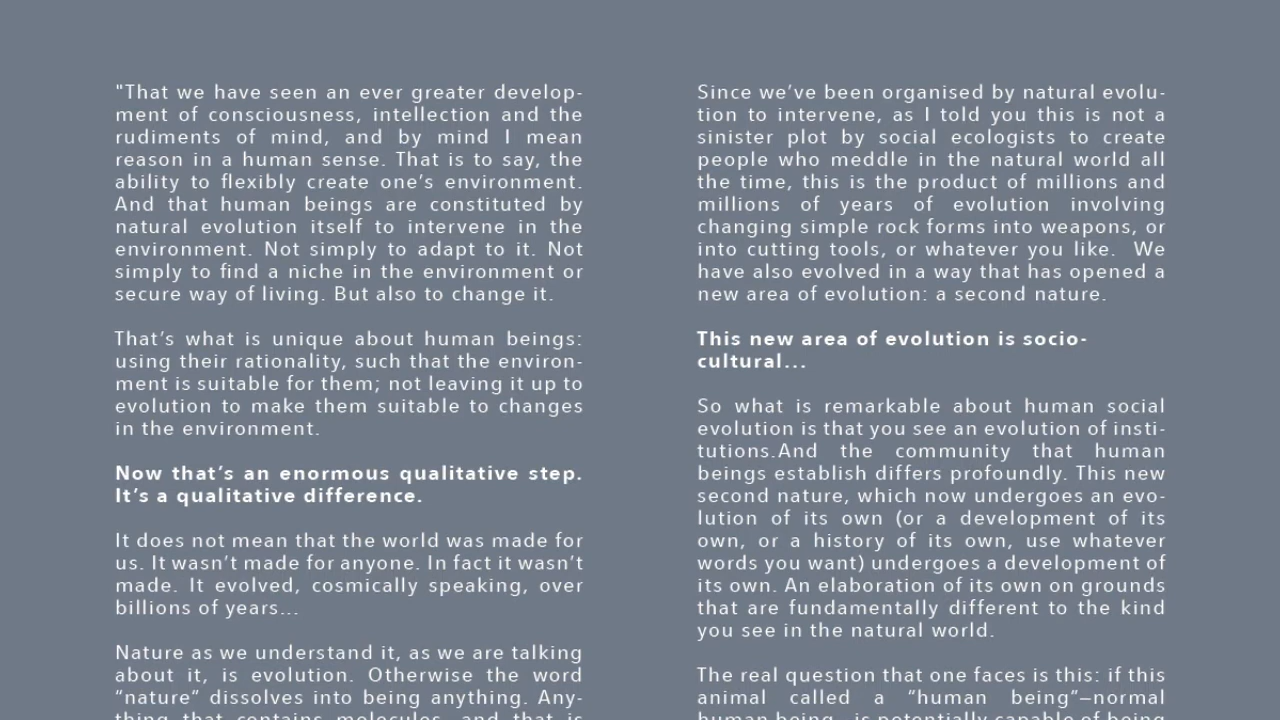 "That we have seen an ever greater develop-
ment of consciousness, intellection and the
rudiments of mind, and by mind I mean
reason in a human sense. That is to say, the
ability to flexibly create one’s environment.
And that human beings are constituted by
natural evolution itself to intervene in the
environment. Not simply to adapt to it. Not
simply to find a niche in the environment or
secure way of living. But also to change it.
That’s what is unique about human beings:
using their rationality, such that the environ-
ment is suitable for them; not leaving it up to
evolution to make them suitable to changes
in the environment.
Now that’s an enormous qualitative step.
It’s a qualitative difference.
It does not mean that the world was made for
us. It wasn’t made for anyone. In fact it wasn’t
made. It evolved, cosmically speaking, over
billions of years...
Nature as we understand it, as we are talking
about it, is evolution. Otherwise the word
“nature” dissolves into being anything. Any-
thing that contains molecules, and that is
Since we’ve been organised by natural evolu-
tion to intervene, as I told you this is not a
sinister plot by social ecologists to create
people who meddle in the natural world all
the time, this is the product of millions and
millions of years of evolution involving
changing simple rock forms into weapons, or
into cutting tools, or whatever you like. We
have also evolved in a way that has opened a
new area of evolution: a second nature.
This new area of evolution is socio-
cultural...
So what is remarkable about human social
evolution is that you see an evolution of insti-
tutions.And the community that human
beings establish differs profoundly. This new
second nature, which now undergoes an evo-
lution of its own (or a development of its
own, or a history of its own, use whatever
words you want) undergoes a development of
its own. An elaboration of its own on grounds
that are fundamentally different to the kind
you see in the natural world.
The real question that one faces is this: if this
animal called a “human being”—normal
human being—is potentially capable of being